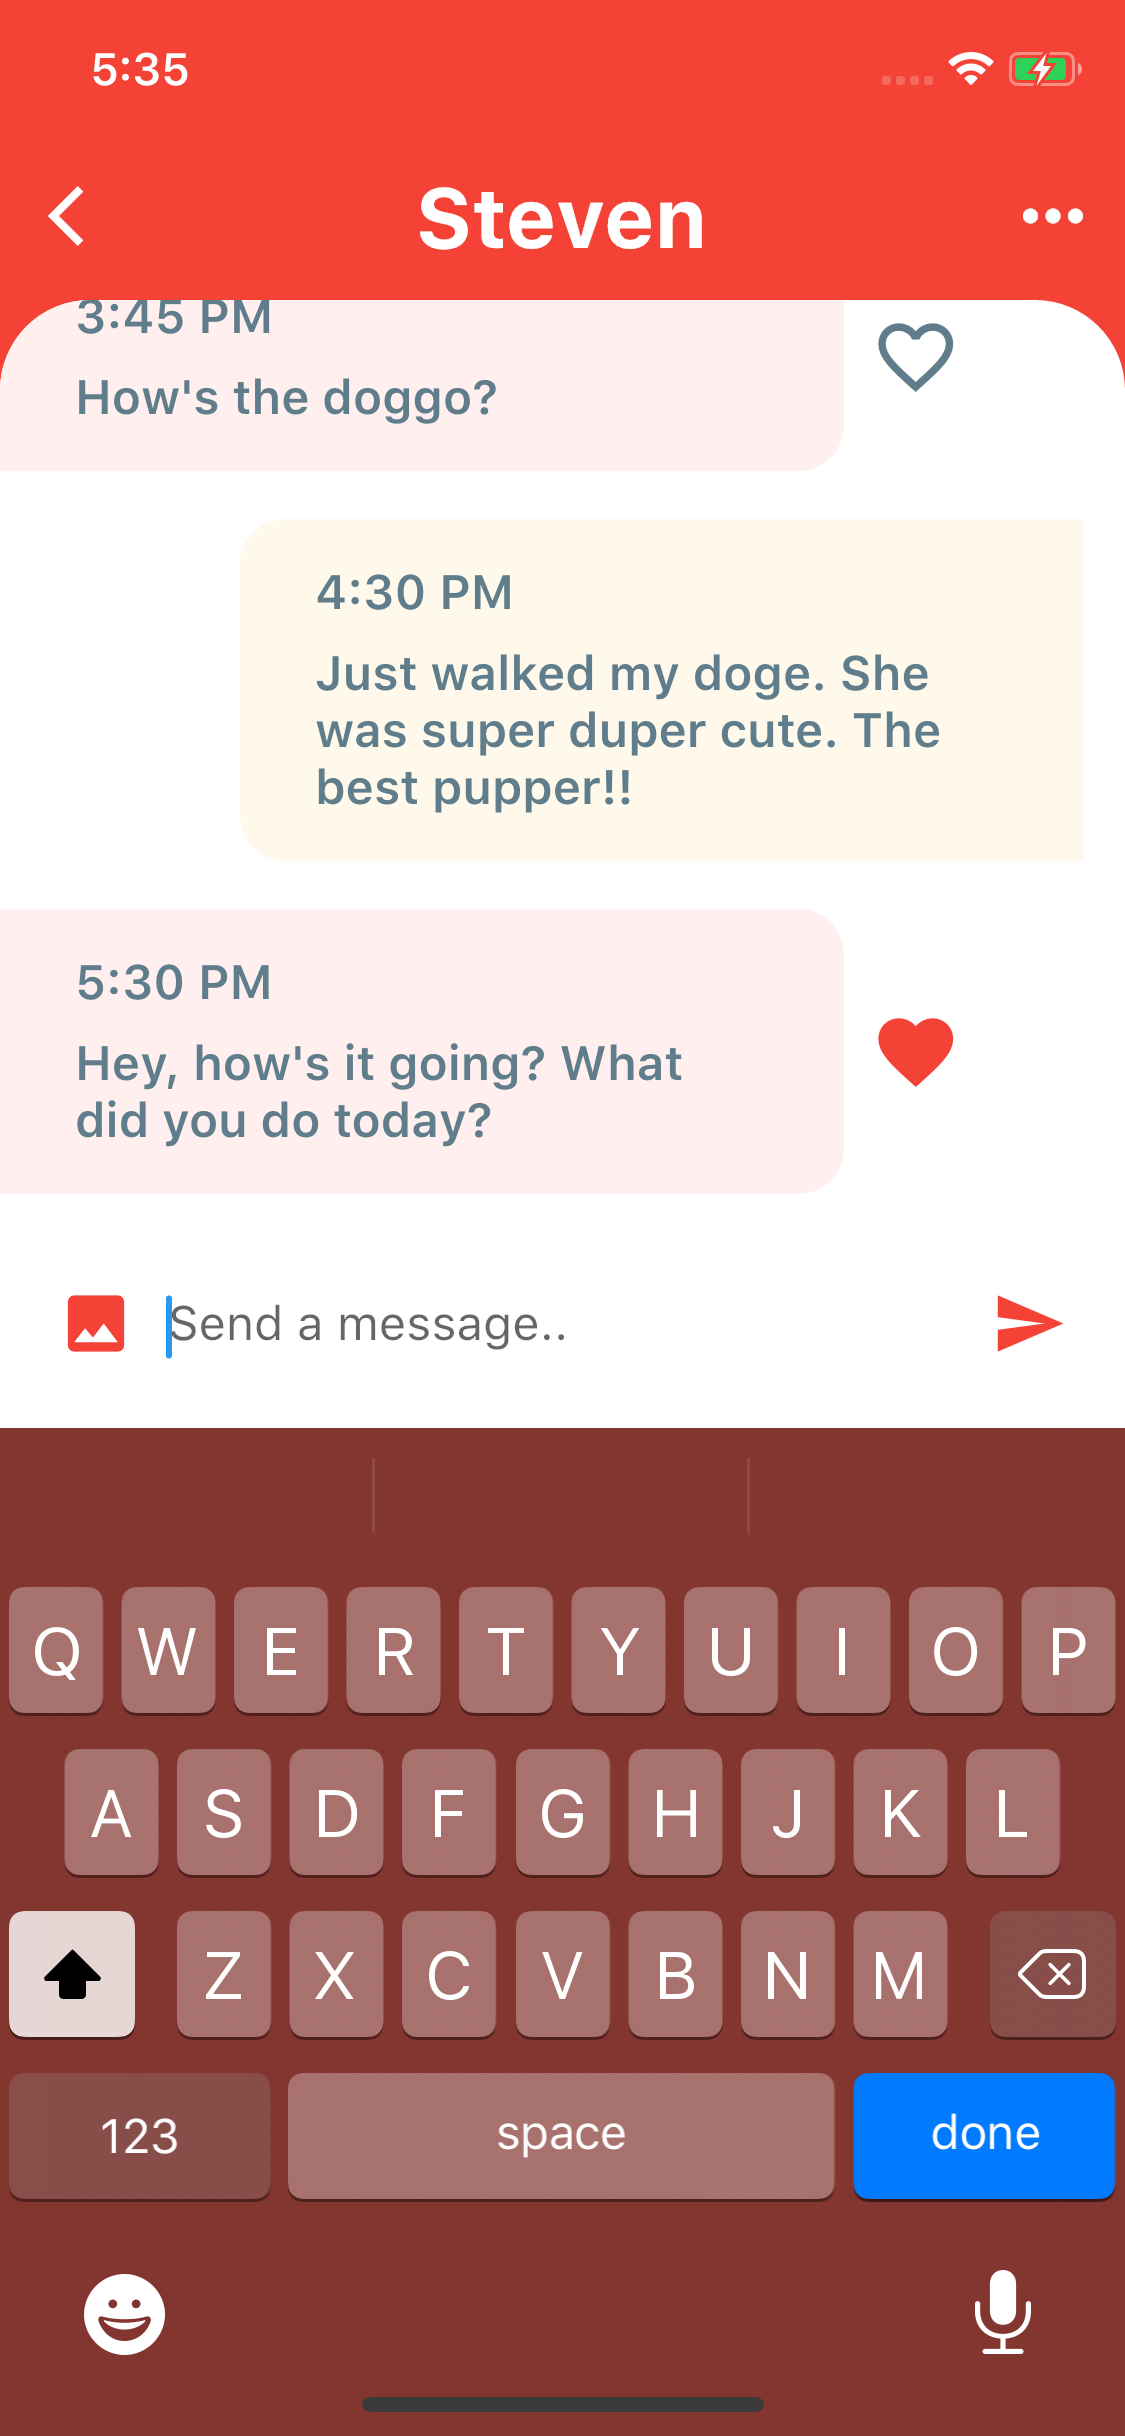 5:35
Steven
3:45 PM
How's the doggo?
4:30 PM
Just walked my doge. She
was super duper cute. The
best pupper!!
5:30 PM
Hey, how's it going? What
did you do today?
Send a message..
Q W E R T Y U I O P
A S D F G H J K L
Z X C V B N M
123 space done